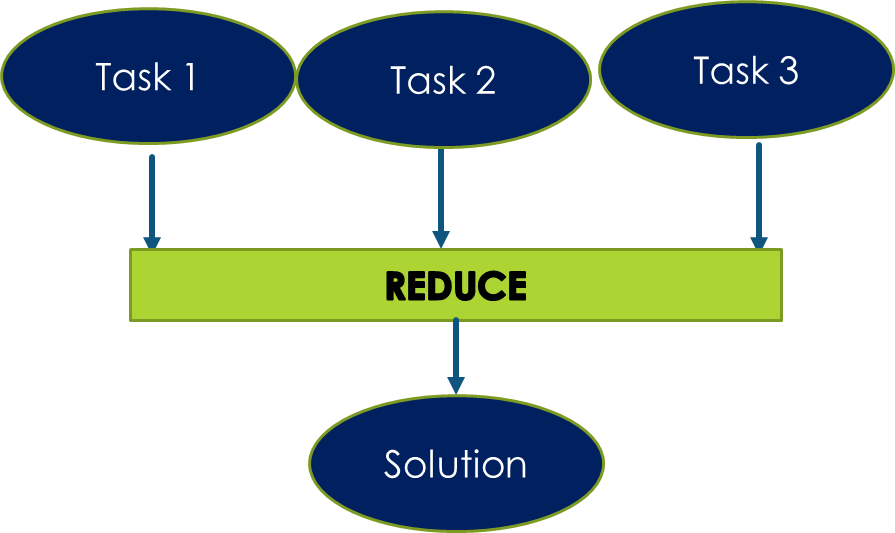 Task 1
Task 2
Task 3
REDUCE
Solution